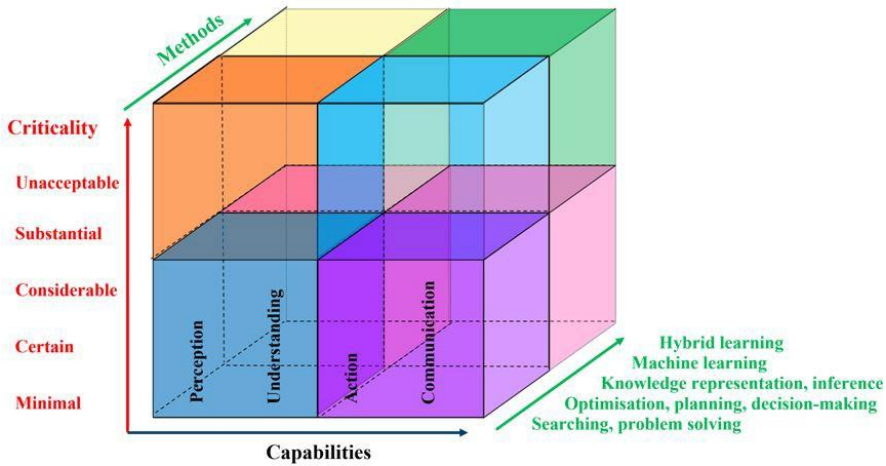 Methods
Criticality
Unacceptable
Substantial
Considerable
Certain
Minimal
Perception
Understanding
Action
Communication
Capabilities
Hybrid learning
Machine learning
Knowledge representation, inference
Optimisation, planning, decision-making
Searching, problem solving